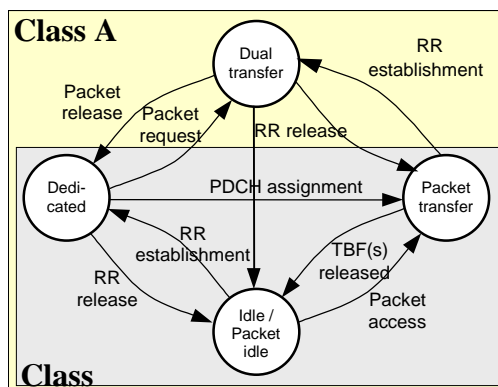 Class A
Dual
transfer
RR
establishment
Packet
release
Packet
request
RR release
Dedi-
cated
PDCH assignment
Packet
transfer
RR
establishment
TBF(s)
released
RR
release
Packet
access
Idle /
Packet
idle
Class